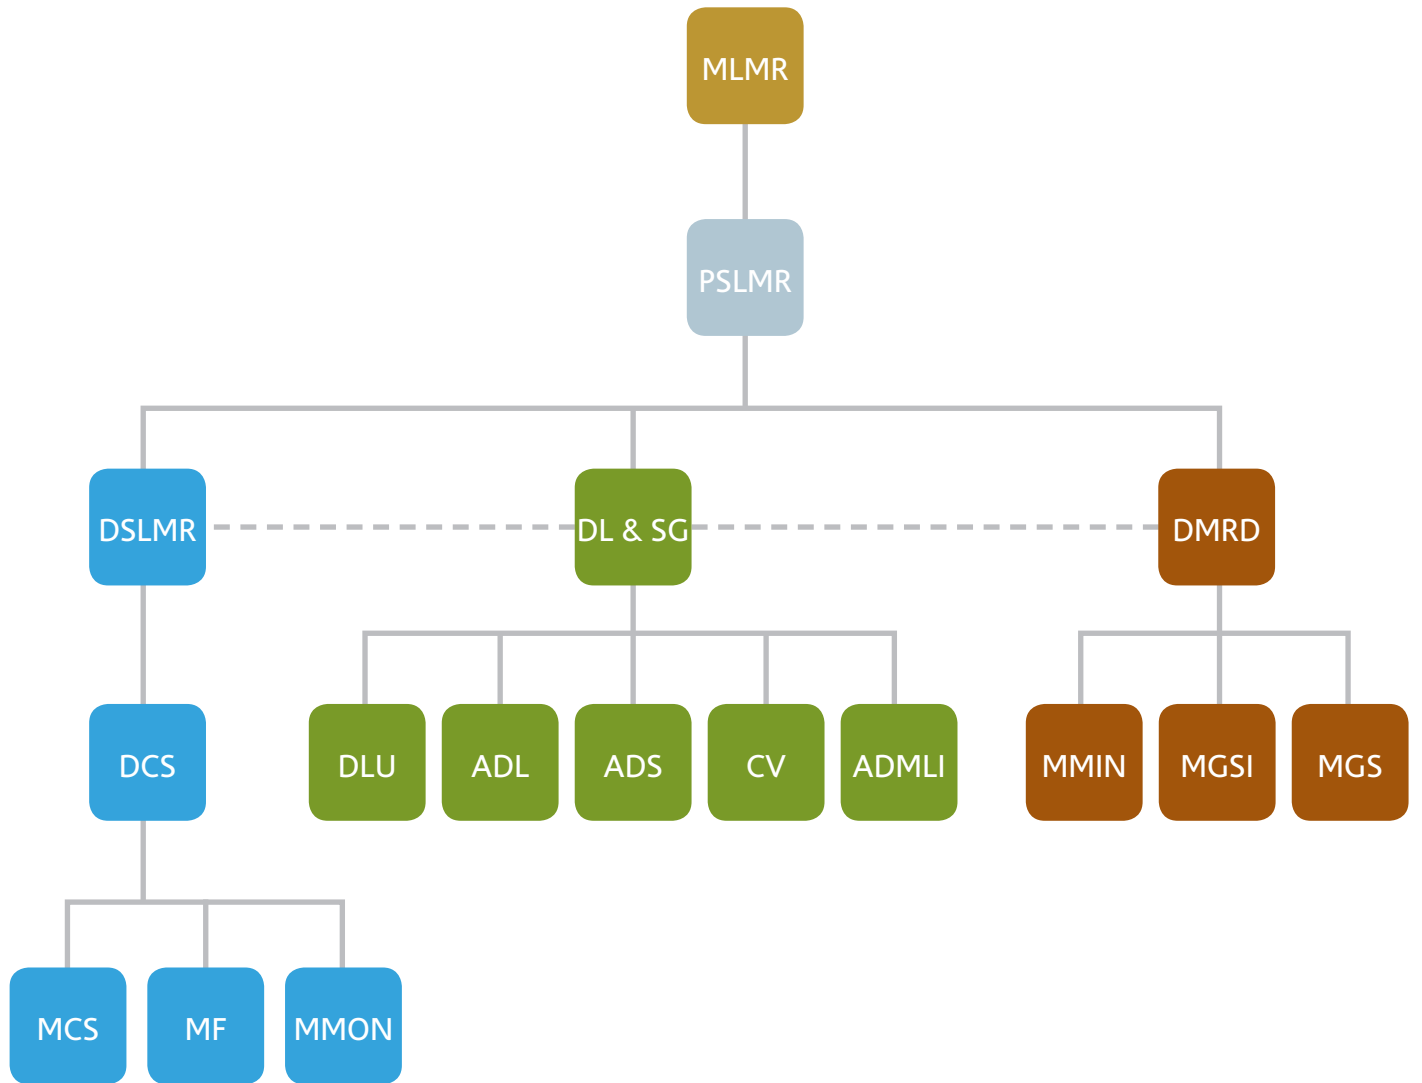 MLMR
PSLMR
DSLMR
DL & SG
DMRD
DCS
DLU
ADL
ADS
CV
ADMLI
MMIN
MGSI
MGS
MCS
MF
MMON